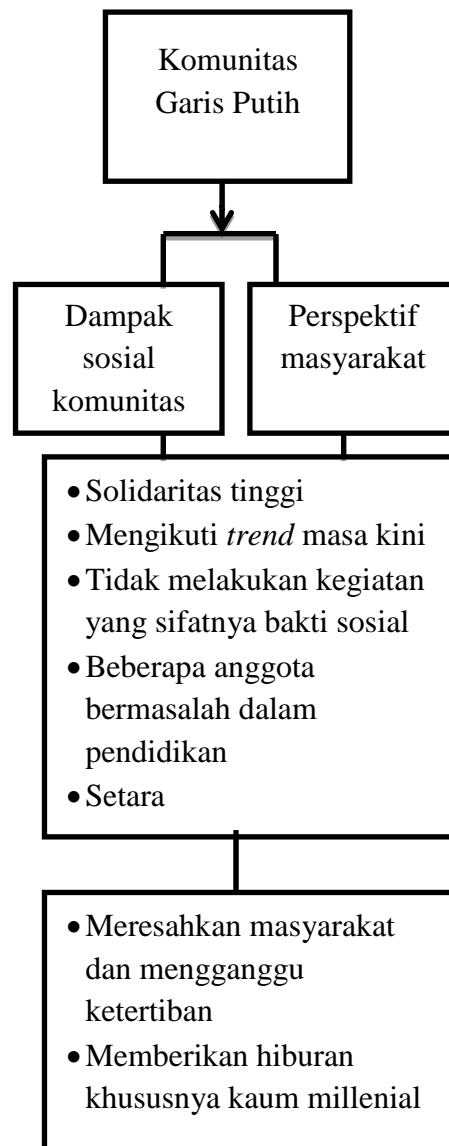 Komunitas
Garis Putih
Dampak
sosial
komunitas
Perspektif
masyarakat
• Solidaritas tinggi
• Mengikuti trend masa kini
• Tidak melakukan kegiatan
yang sifatnya bakti sosial
• Beberapa anggota
bermasalah dalam
pendidikan
• Setara
• Meresahkan masyarakat
dan mengganggu
ketertiban
• Memberikan hiburan
khususnya kaum millenial